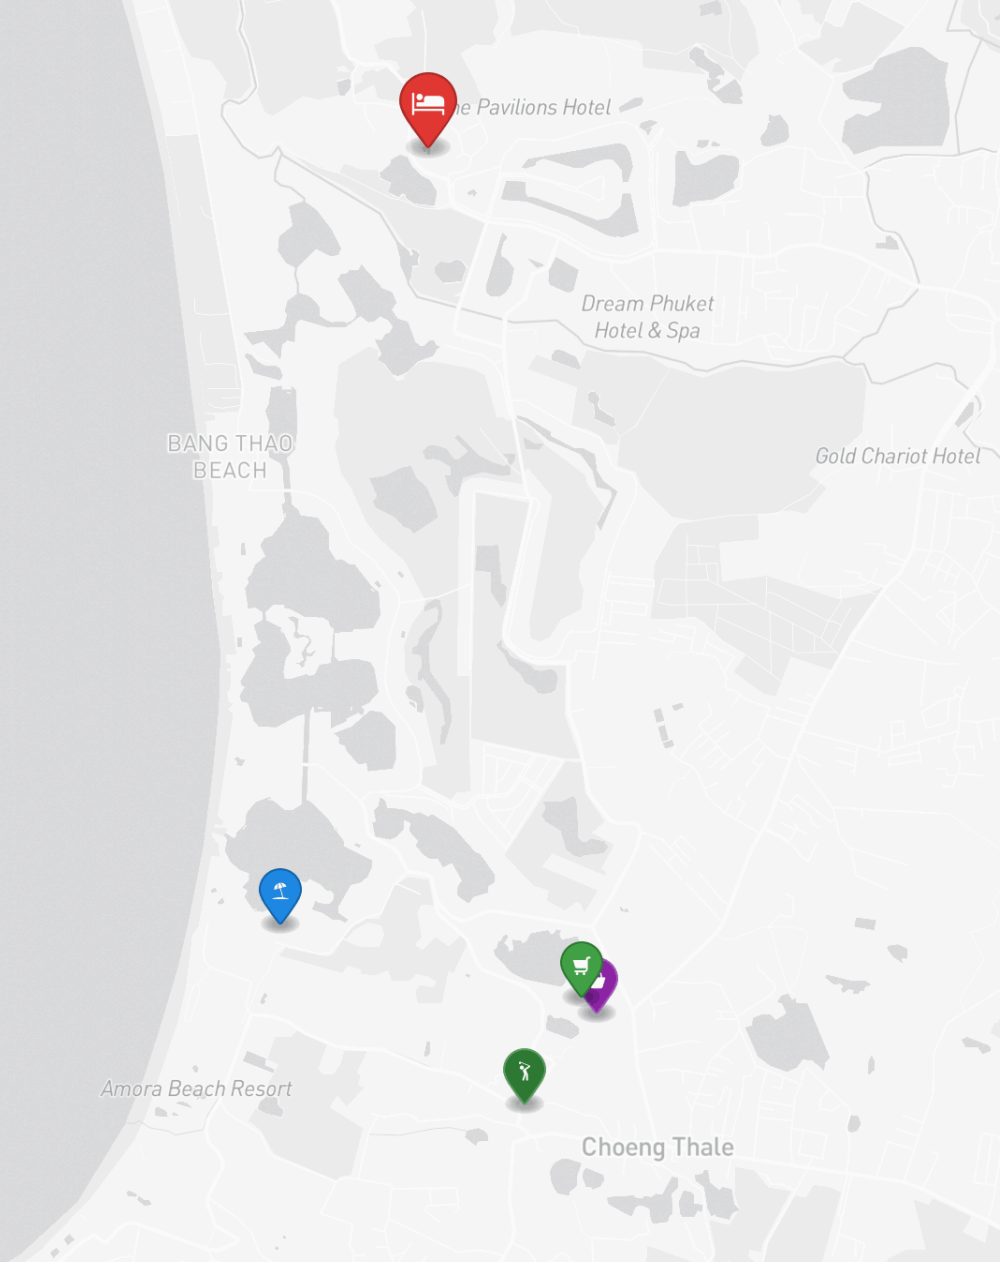 he Pavilions Hotel
Dream Phuket
Hotel & Spa
BANG THAO
BEACH
Gold Chariot Hotel
Amora Beach Resort
Choeng Thale